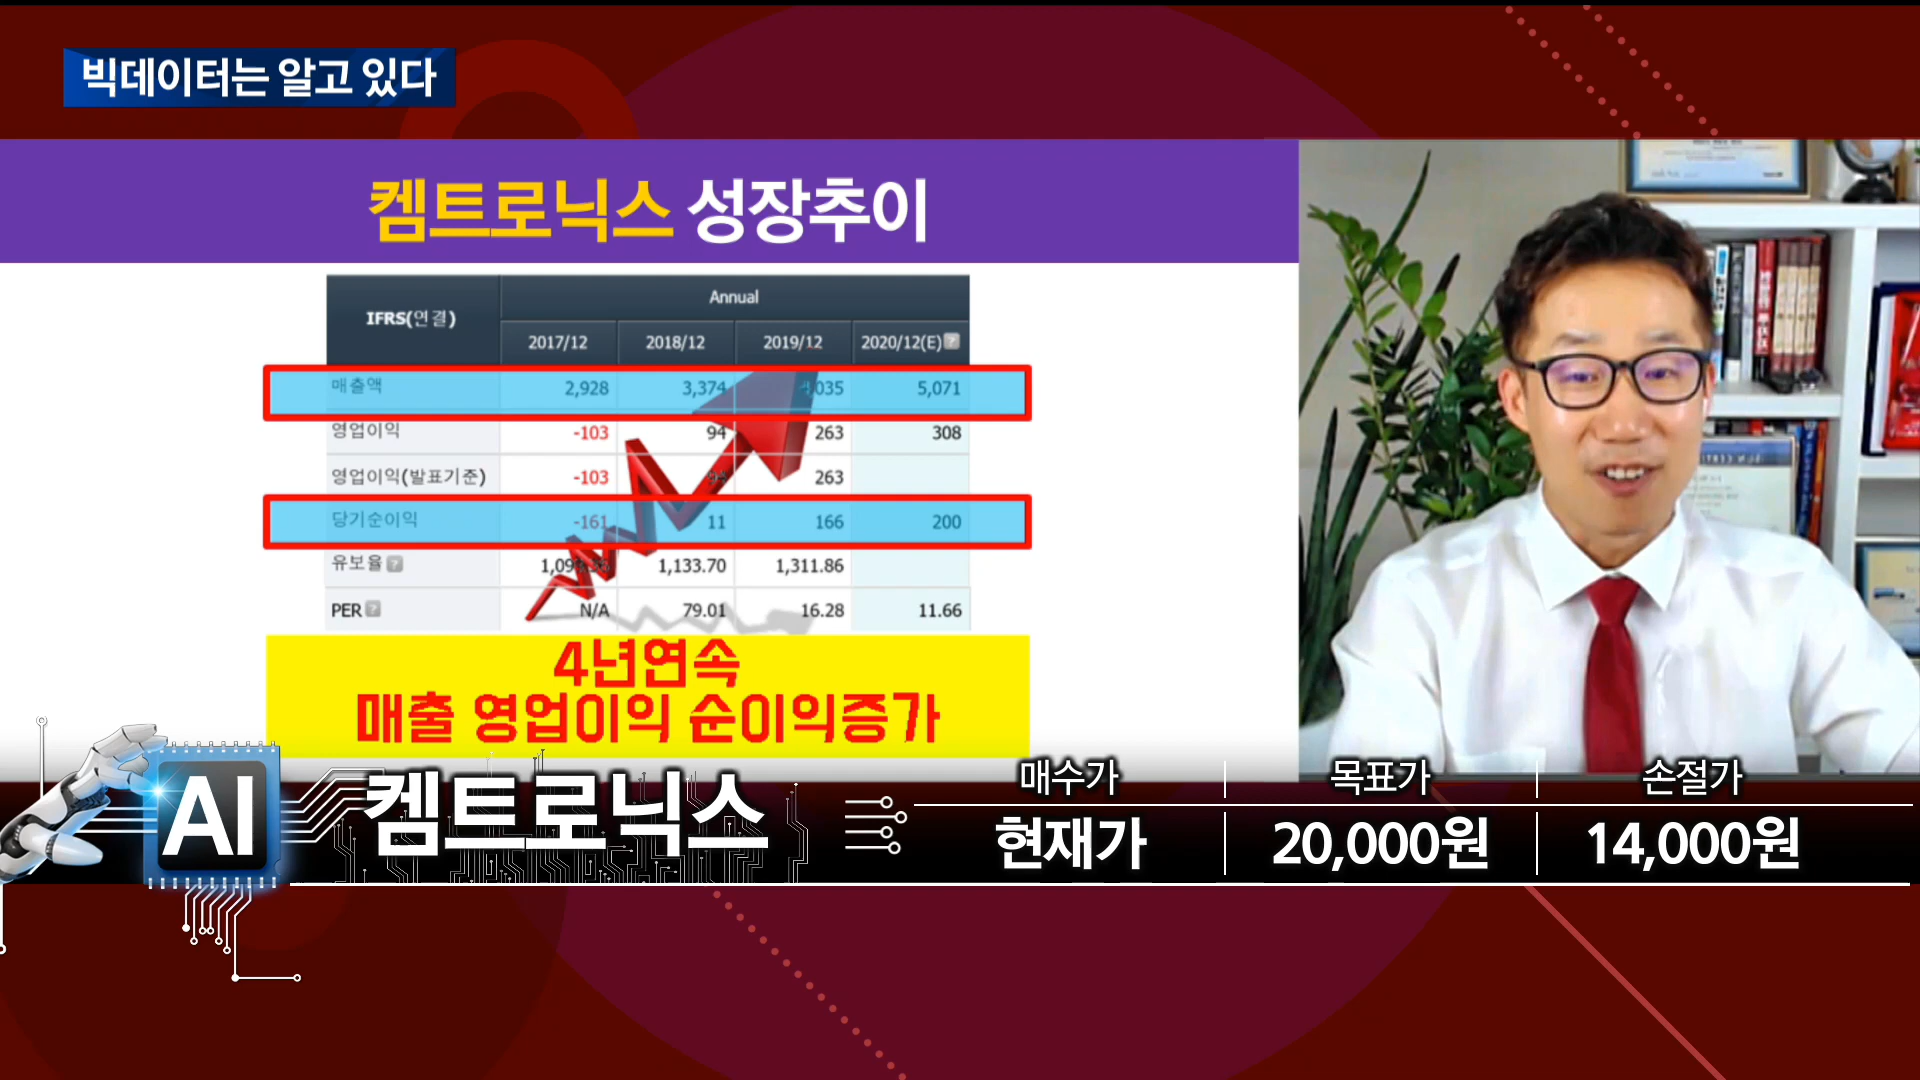 빅데이터는 알고 있다
켐트로닉스 성장추이
IFRS(연결) Annual
2017/12 2018/12 2019/12 2020/12(E)
매출액 2,928 3,374 4,035 5,071
영업이익 -103 94 263 308
영업이익(발표기준) -103 94 263
당기순이익 -161 11 166 200
유보율 1,133.70 1,311.86
PER N/A 79.01 16.28 11.66
4년연속
매출 영업이익 순이익증가
AI 켐트로닉스
매수가 목표가 손절가
현재가 20,000원 14,000원